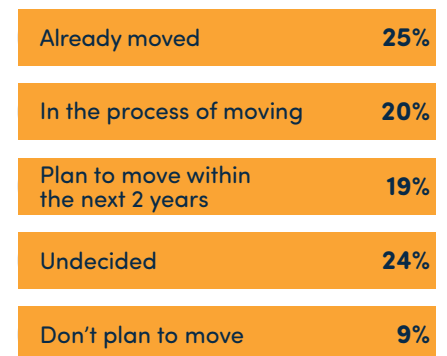 Already moved 25%
In the process of moving 20%
Plan to move within
the next 2 years 19%
Undecided 24%
Don't plan to move 9%